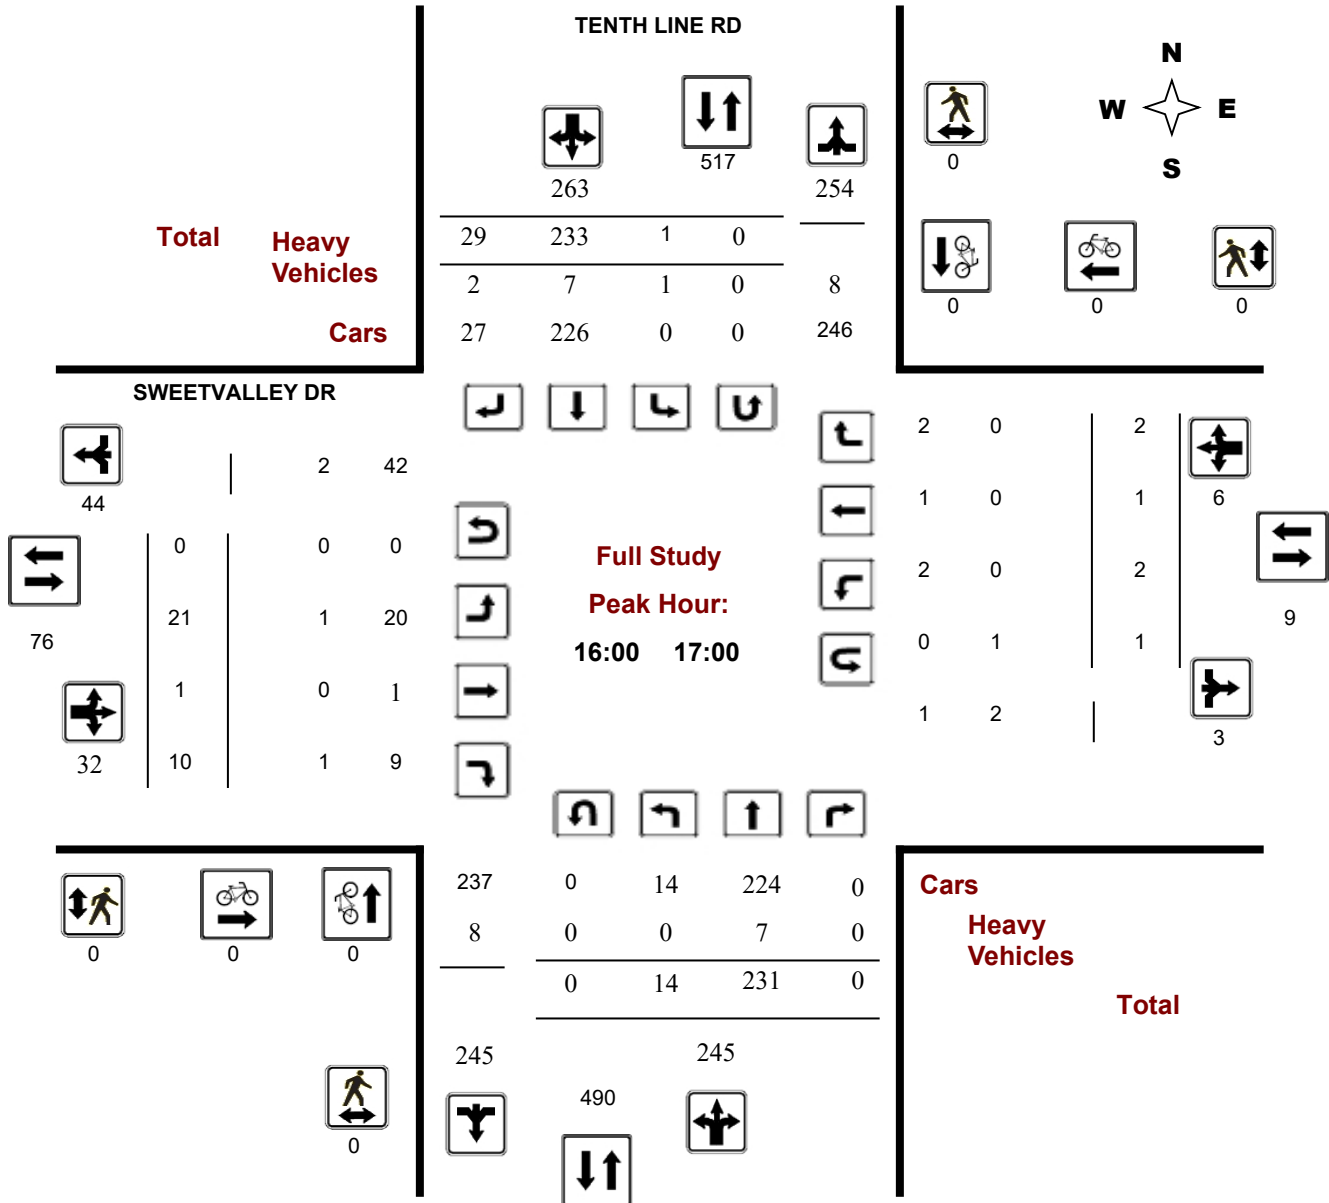 TENTH LINE RD
N
W E
S
517
0
263 254
Total Heavy Vehicles
29 233 1 0
2 7 1 0 8
0 0 0
Cars
27 226 0 0 246
SWEETVALLEY DR
2 0 2
2 42
44
1 0 1 6
0 0 0
Full Study
2 0 2
Peak Hour:
21 1 20
9
76
16:00 17:00
0 1 1
1 0 1
1 2
3
32 10 1 9
237 0 14 224 0
Cars
8 0 0 7 0
Heavy Vehicles
0 0 0
0 14 231 0
Total
245 245
490
0